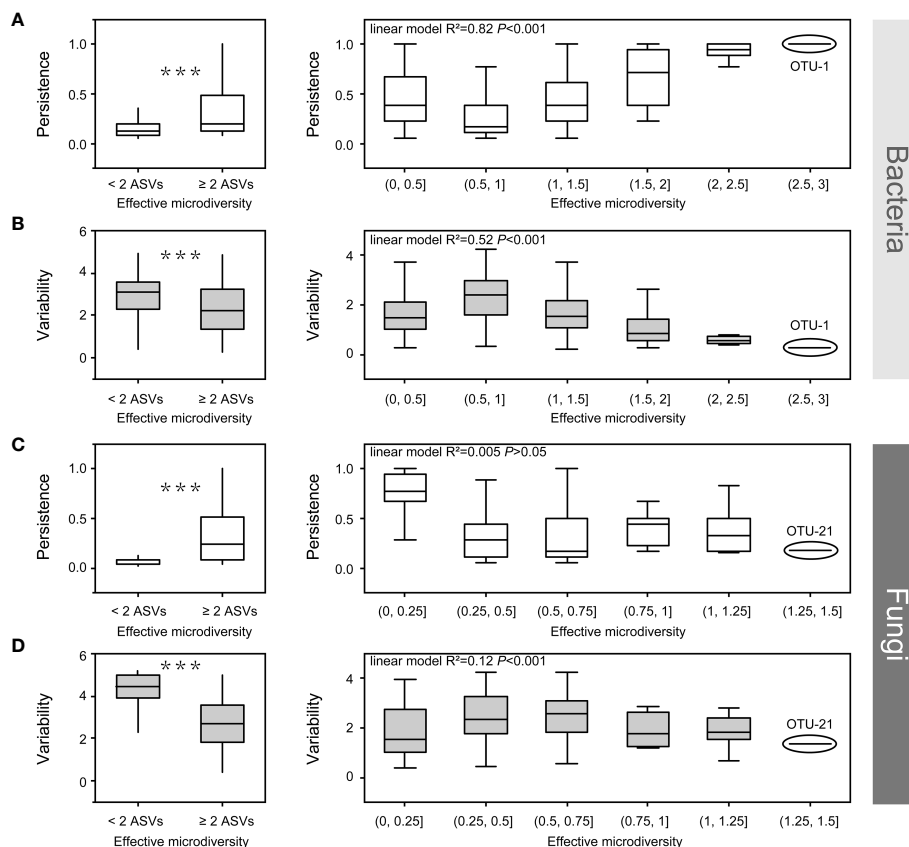 A
Persistence
1.0
0.5
0.0
***
< 2 ASVs
≥ 2 ASVs
Effective microdiversity
linear model R²=0.82 P<0.001
Persistence
1.0
0.5
0.0
OTU-1
(0, 0.5]
(0.5, 1]
(1, 1.5]
(1.5, 2]
(2, 2.5]
(2.5, 3]
Effective microdiversity
B
Variability
6
4
2
0
***
< 2 ASVs
≥ 2 ASVs
Effective microdiversity
linear model R²=0.52 P<0.001
Variability
4
2
0
OTU-1
(0, 0.5]
(0.5, 1]
(1, 1.5]
(1.5, 2]
(2, 2.5]
(2.5, 3]
Effective microdiversity
Bacteria
C
Persistence
1.0
0.5
0.0
***
< 2 ASVs
≥ 2 ASVs
Effective microdiversity
linear model R²=0.005 P>0.05
Persistence
1.0
0.5
0.0
OTU-21
(0, 0.25]
(0.25, 0.5]
(0.5, 0.75]
(0.75, 1]
(1, 1.25]
(1.25, 1.5]
Effective microdiversity
D
Variability
6
4
2
0
***
< 2 ASVs
≥ 2 ASVs
Effective microdiversity
linear model R²=0.12 P<0.001
Variability
4
2
0
OTU-21
(0, 0.25]
(0.25, 0.5]
(0.5, 0.75]
(0.75, 1]
(1, 1.25]
(1.25, 1.5]
Effective microdiversity
Fungi